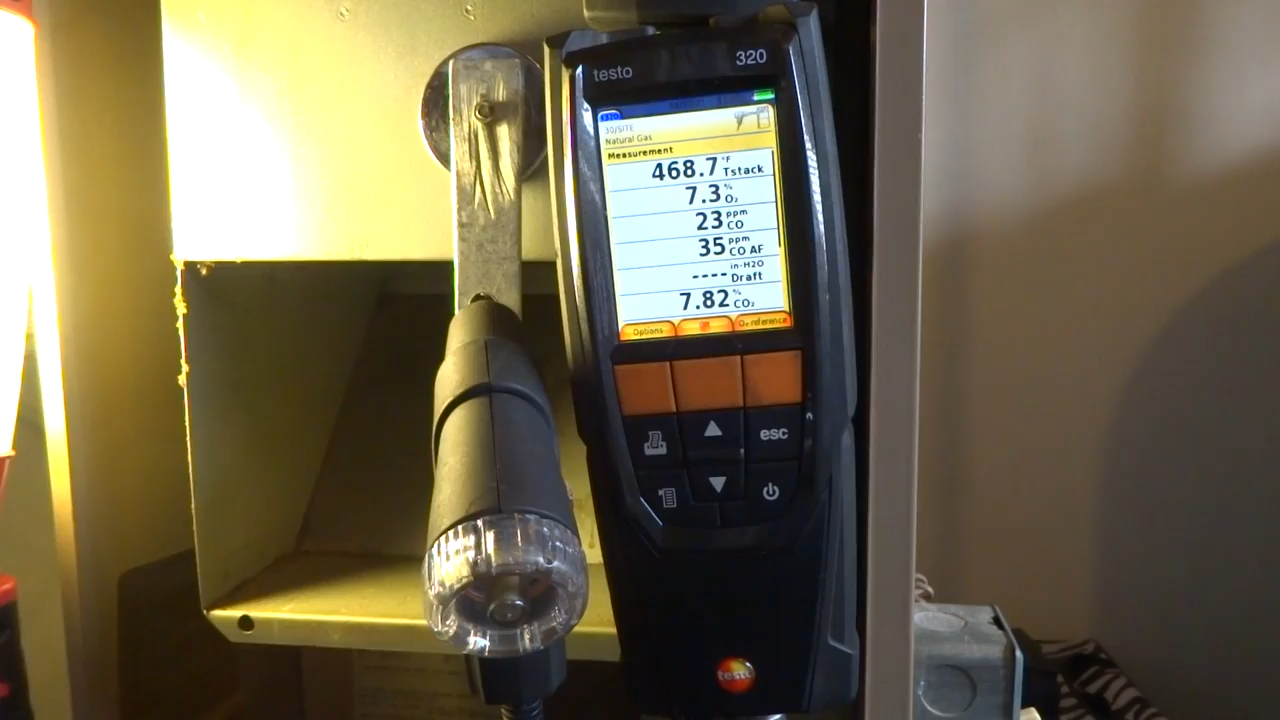 testo 320
30/SITE
Natural Gas
Measurement
468.7 °F Tstack
7.3 % O₂
23 ppm CO
35 ppm CO AF
---- in-H2O Draft
7.82 % CO₂
Options O₂ reference
esc
testo